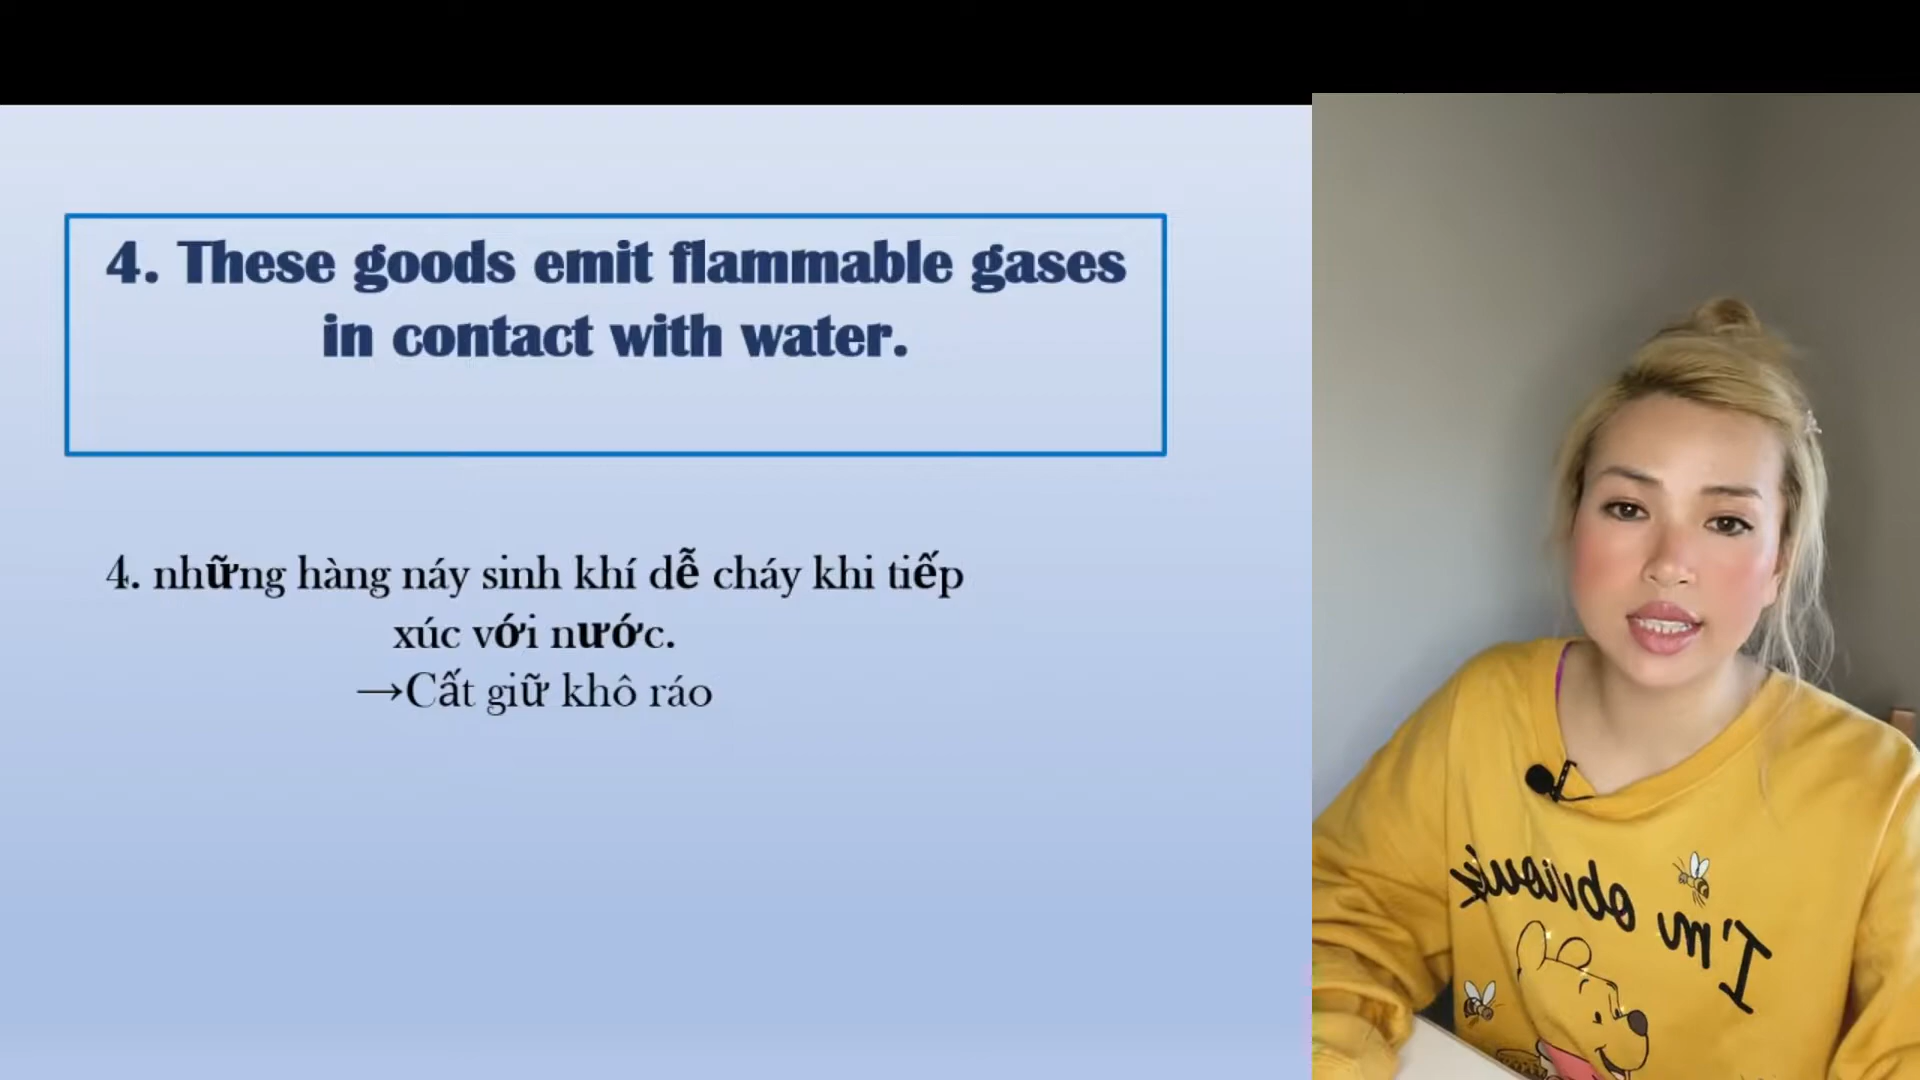 4. These goods emit flammable gases
in contact with water.
4. những hàng náy sinh khí dễ cháy khi tiếp
xúc với nước.
→Cất giữ khô ráo
I'm obviously